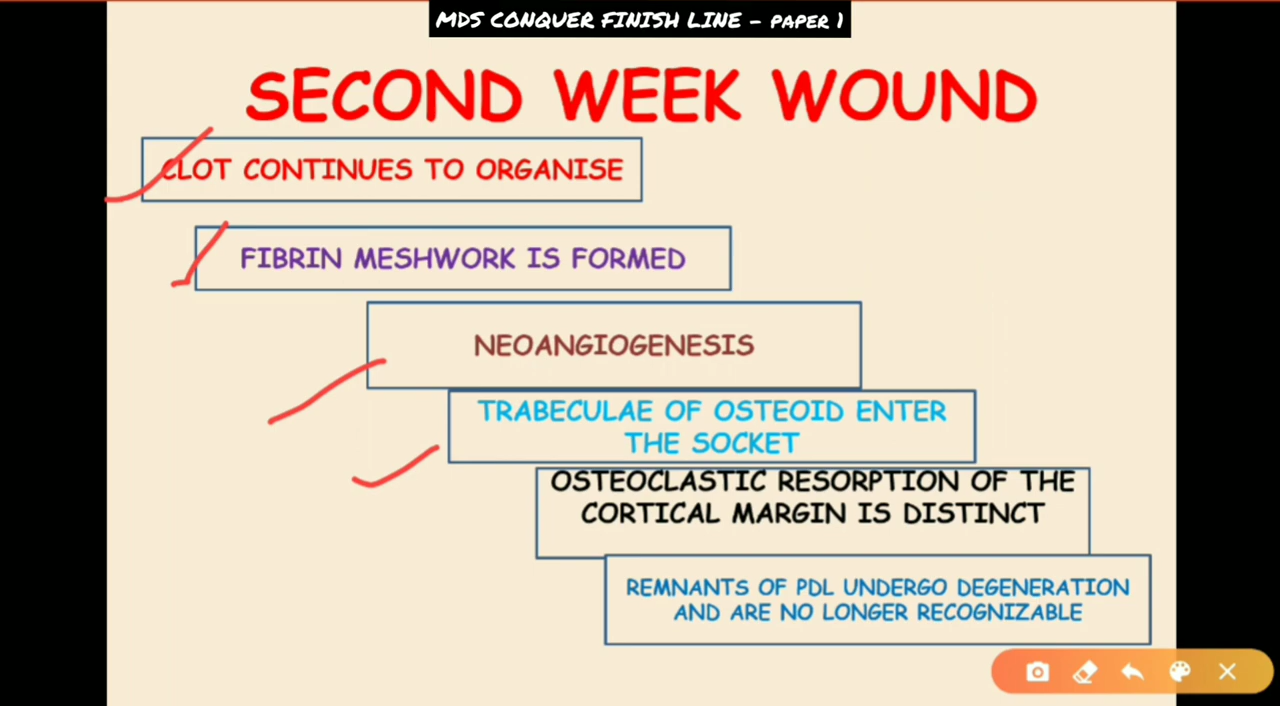 MDS CONQUER FINISH LINE – PAPER 1
SECOND WEEK WOUND
CLOT CONTINUES TO ORGANISE
FIBRIN MESHWORK IS FORMED
NEOANGIOGENESIS
TRABECULAE OF OSTEOID ENTER
THE SOCKET
OSTEOCLASTIC RESORPTION OF THE
CORTICAL MARGIN IS DISTINCT
REMNANTS OF PDL UNDERGO DEGENERATION
AND ARE NO LONGER RECOGNIZABLE